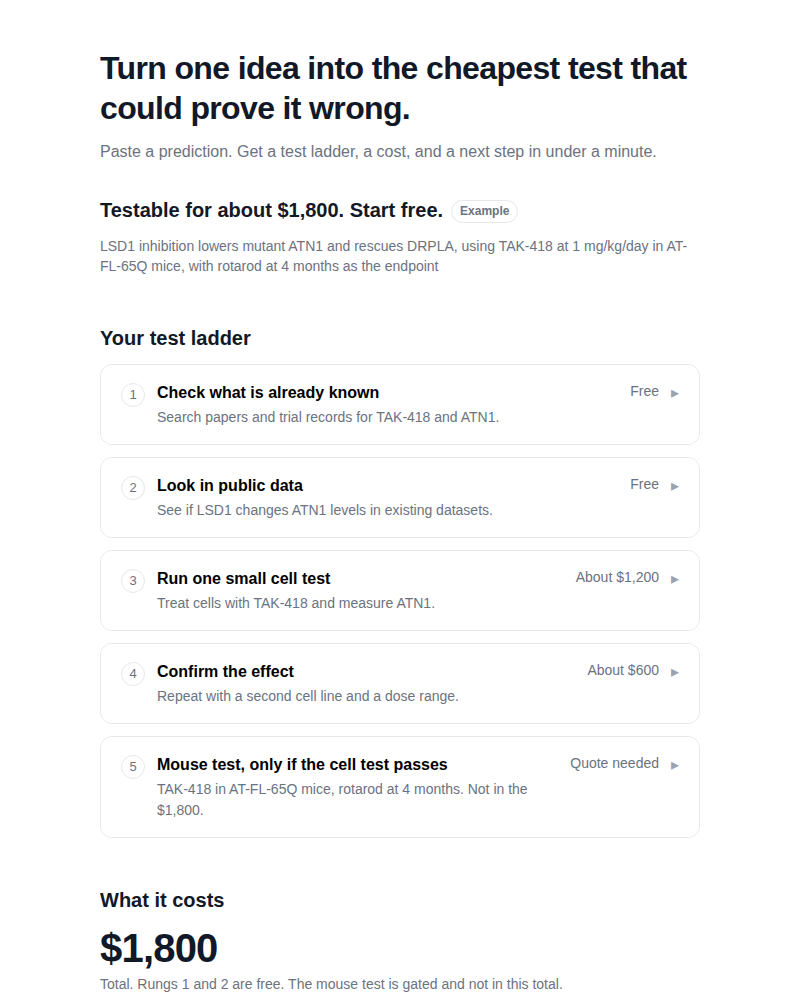 Turn one idea into the cheapest test that
could prove it wrong.
Paste a prediction. Get a test ladder, a cost, and a next step in under a minute.
Testable for about $1,800. Start free. Example
LSD1 inhibition lowers mutant ATN1 and rescues DRPLA, using TAK-418 at 1 mg/kg/day in AT-
FL-65Q mice, with rotarod at 4 months as the endpoint
Your test ladder
1 Check what is already known Free ▶
Search papers and trial records for TAK-418 and ATN1.
2 Look in public data Free ▶
See if LSD1 changes ATN1 levels in existing datasets.
3 Run one small cell test About $1,200 ▶
Treat cells with TAK-418 and measure ATN1.
4 Confirm the effect About $600 ▶
Repeat with a second cell line and a dose range.
5 Mouse test, only if the cell test passes Quote needed ▶
TAK-418 in AT-FL-65Q mice, rotarod at 4 months. Not in the
$1,800.
What it costs
$1,800
Total. Rungs 1 and 2 are free. The mouse test is gated and not in this total.